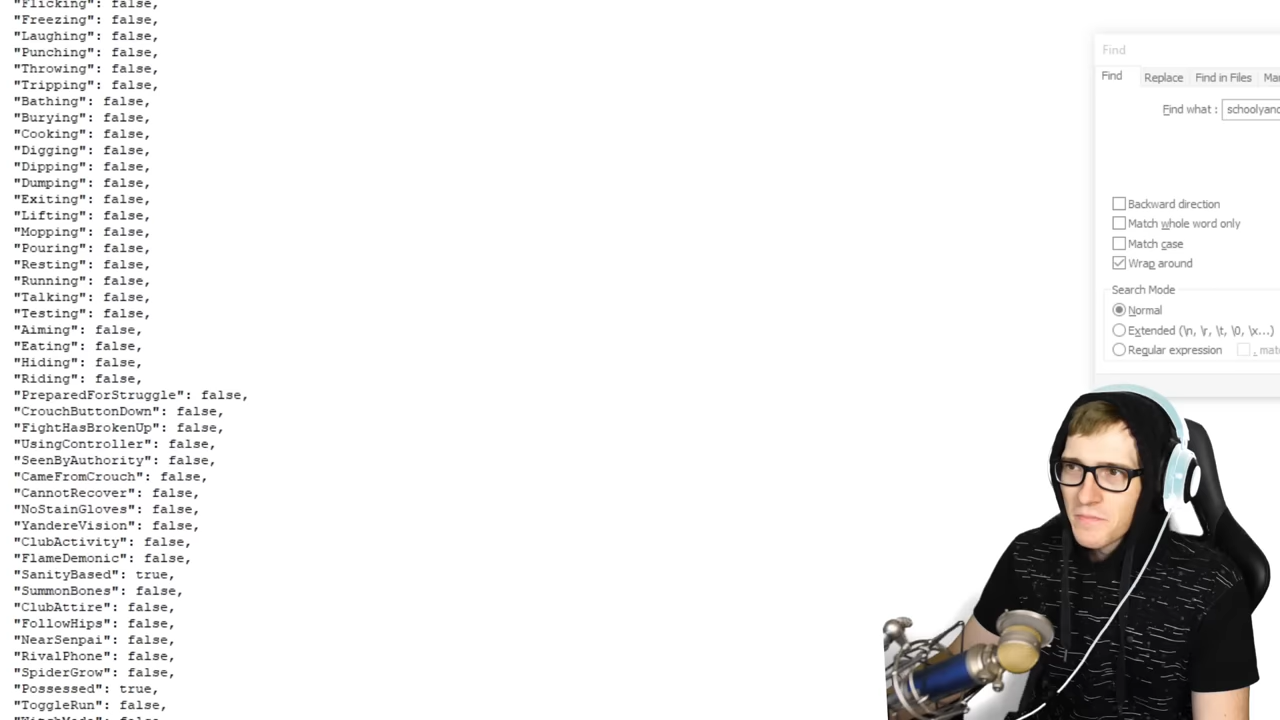 "Flicking": false,
"Freezing": false,
"Laughing": false,
"Punching": false,
"Throwing": false,
"Tripping": false,
"Bathing": false,
"Burying": false,
"Cooking": false,
"Digging": false,
"Dipping": false,
"Dumping": false,
"Exiting": false,
"Lifting": false,
"Mopping": false,
"Pouring": false,
"Resting": false,
"Running": false,
"Talking": false,
"Testing": false,
"Aiming": false,
"Eating": false,
"Hiding": false,
"Riding": false,
"PreparedForStruggle": false,
"CrouchButtonDown": false,
"FightHasBrokenUp": false,
"UsingController": false,
"SeenByAuthority": false,
"CameFromCrouch": false,
"CannotRecover": false,
"NoStainGloves": false,
"YandereVision": false,
"ClubActivity": false,
"FlameDemonic": false,
"SanityBased": true,
"SummonBones": false,
"ClubAttire": false,
"FollowHips": false,
"NearSenpai": false,
"RivalPhone": false,
"SpiderGrow": false,
"Possessed": true,
"ToggleRun": false,
Find
Find Replace Find in Files Mar
Find what : schoolyand
Backward direction
Match whole word only
Match case
Wrap around
Search Mode
Normal
Extended (\n, \r, \t, \0, \x...)
Regular expression . mat